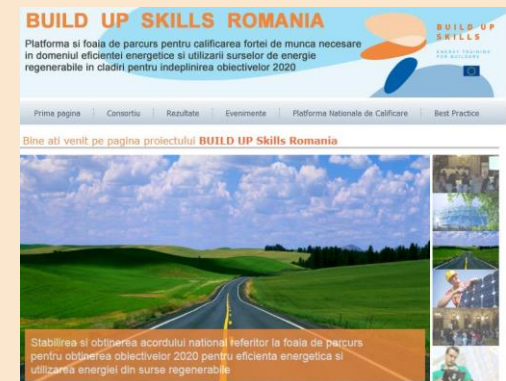 BUILD UP SKILLS ROMANIA
Platforma si foaia de parcurs pentru calificarea fortei de munca necesare
in domeniul eficientei energetice si utilizarii surselor de energie
regenerabile in cladiri pentru indeplinirea obiectivelor 2020
BUILD UP
SKILLS
ENERGY TRAINING
FOR BUILDERS
Prima pagina
Consortiu
Rezultate
Evenimente
Platforma Nationala de Calificare
Best Practice
Bine ati venit pe pagina proiectului BUILD UP Skills Romania
Stabilirea si obtinerea acordului national referitor la foaia de parcurs
pentru obtinerea obiectivelor 2020 pentru eficienta energetica si
utilizarea energiei din surse regenerabile